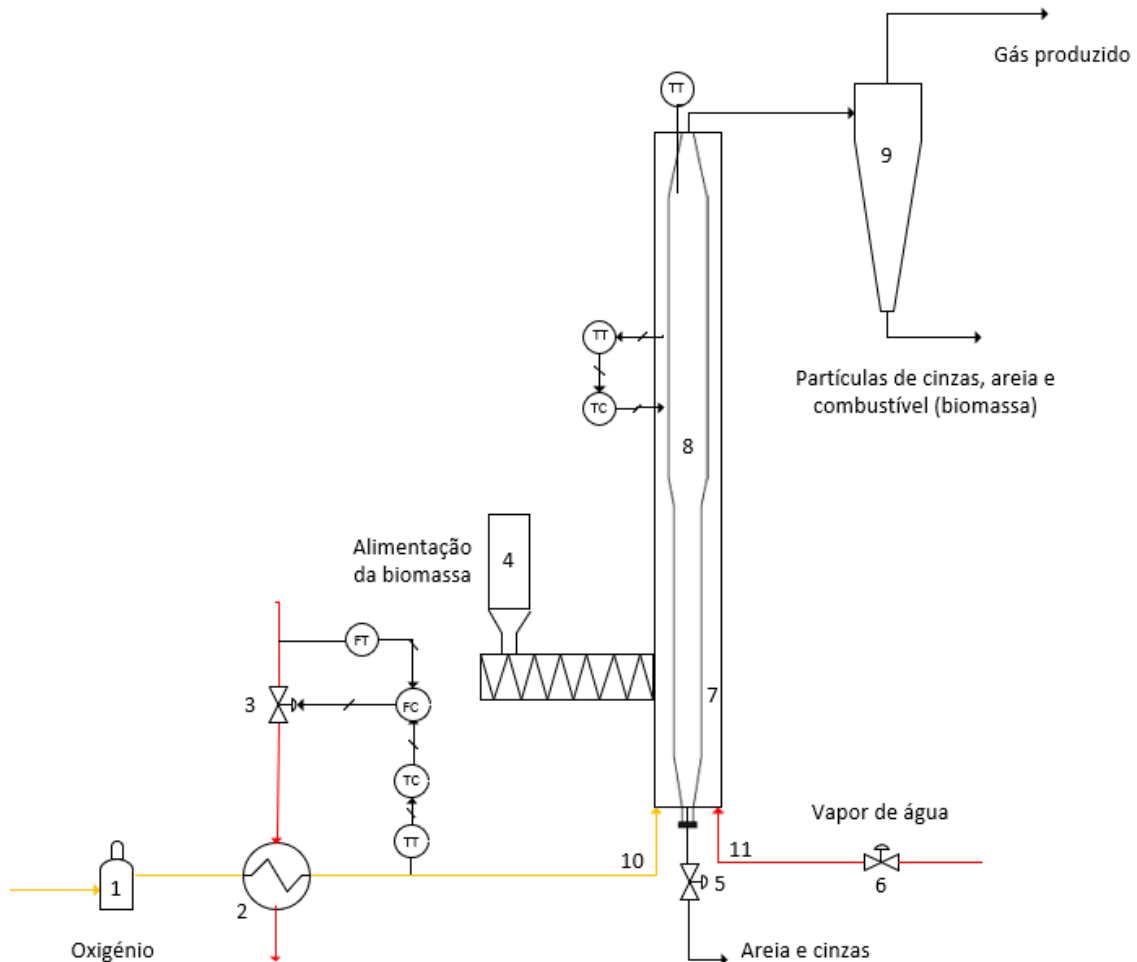 Gás produzido
TT
9
TT
Partículas de cinzas, areia e
combustível (biomassa)
TC
8
Alimentação
da biomassa
4
FT
3
FC
7
TC
Vapor de água
TT
10
11
1
5
6
2
Oxigénio
Areia e cinzas